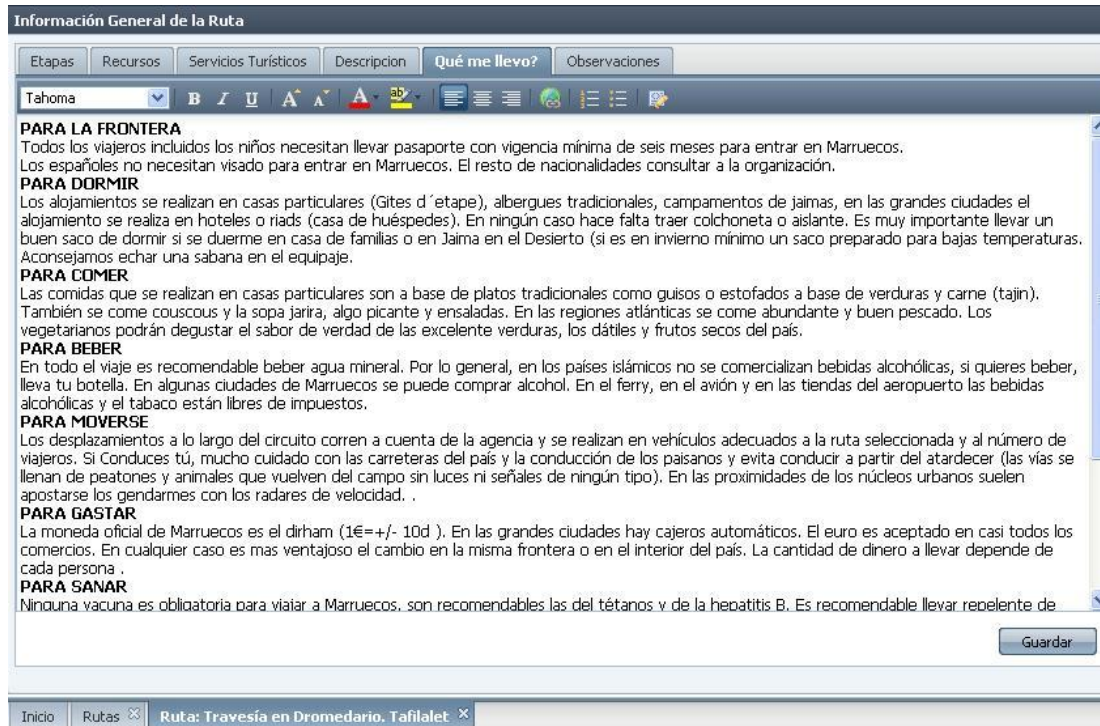 Información General de la Ruta
Etapas Recursos Servicios Turísticos Descripcion Qué me llevo? Observaciones
Tahoma B I U A A A ab
PARA LA FRONTERA
Todos los viajeros incluidos los niños necesitan llevar pasaporte con vigencia mínima de seis meses para entrar en Marruecos.
Los españoles no necesitan visado para entrar en Marruecos. El resto de nacionalidades consultar a la organización.
PARA DORMIR
Los alojamientos se realizan en casas particulares (Gites d´etape), albergues tradicionales, campamentos de jaimas, en las grandes ciudades el
alojamiento se realiza en hoteles o riads (casa de huéspedes). En ningún caso hace falta traer colchoneta o aislante. Es muy importante llevar un
buen saco de dormir si se duerme en casa de familias o en Jaima en el Desierto (si es en invierno mínimo un saco preparado para bajas temperaturas.
Aconsejamos echar una sabana en el equipaje.
PARA COMER
Las comidas que se realizan en casas particulares son a base de platos tradicionales como guisos o estofados a base de verduras y carne (tajin).
También se come couscous y la sopa jarira, algo picante y ensaladas. En las regiones atlánticas se come abundante y buen pescado. Los
vegetarianos podrán degustar el sabor de verdad de las excelente verduras, los dátiles y frutos secos del país.
PARA BEBER
En todo el viaje es recomendable beber agua mineral. Por lo general, en los países islámicos no se comercializan bebidas alcohólicas, si quieres beber,
lleva tu botella. En algunas ciudades de Marruecos se puede comprar alcohol. En el ferry, en el avión y en las tiendas del aeropuerto las bebidas
alcohólicas y el tabaco están libres de impuestos.
PARA MOVERSE
Los desplazamientos a lo largo del circuito corren a cuenta de la agencia y se realizan en vehículos adecuados a la ruta seleccionada y al número de
viajeros. Si Conduces tú, mucho cuidado con las carreteras del país y la conducción de los paisanos y evita conducir a partir del atardecer (las vías se
llenan de peatones y animales que vuelven del campo sin luces ni señales de ningún tipo). En las proximidades de los núcleos urbanos suelen
apostarse los gendarmes con los radares de velocidad. .
PARA GASTAR
La moneda oficial de Marruecos es el dirham (1€=+/- 10d ). En las grandes ciudades hay cajeros automáticos. El euro es aceptado en casi todos los
comercios. En cualquier caso es mas ventajoso el cambio en la misma frontera o en el interior del país. La cantidad de dinero a llevar depende de
cada persona .
PARA SANAR
Ninguna vacuna es obligatoria para viajar a Marruecos, son recomendables las del tétanos y de la hepatitis B. Es recomendable llevar repelente de
Guardar
Inicio Rutas Ruta: Travesía en Dromedario. Tafilalet